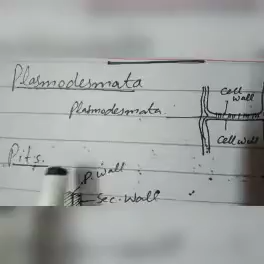 Plasmodesmata
Cell
wall
Plasmodesmata
Cell wall
Pits.
P. wall
Sec. Wall